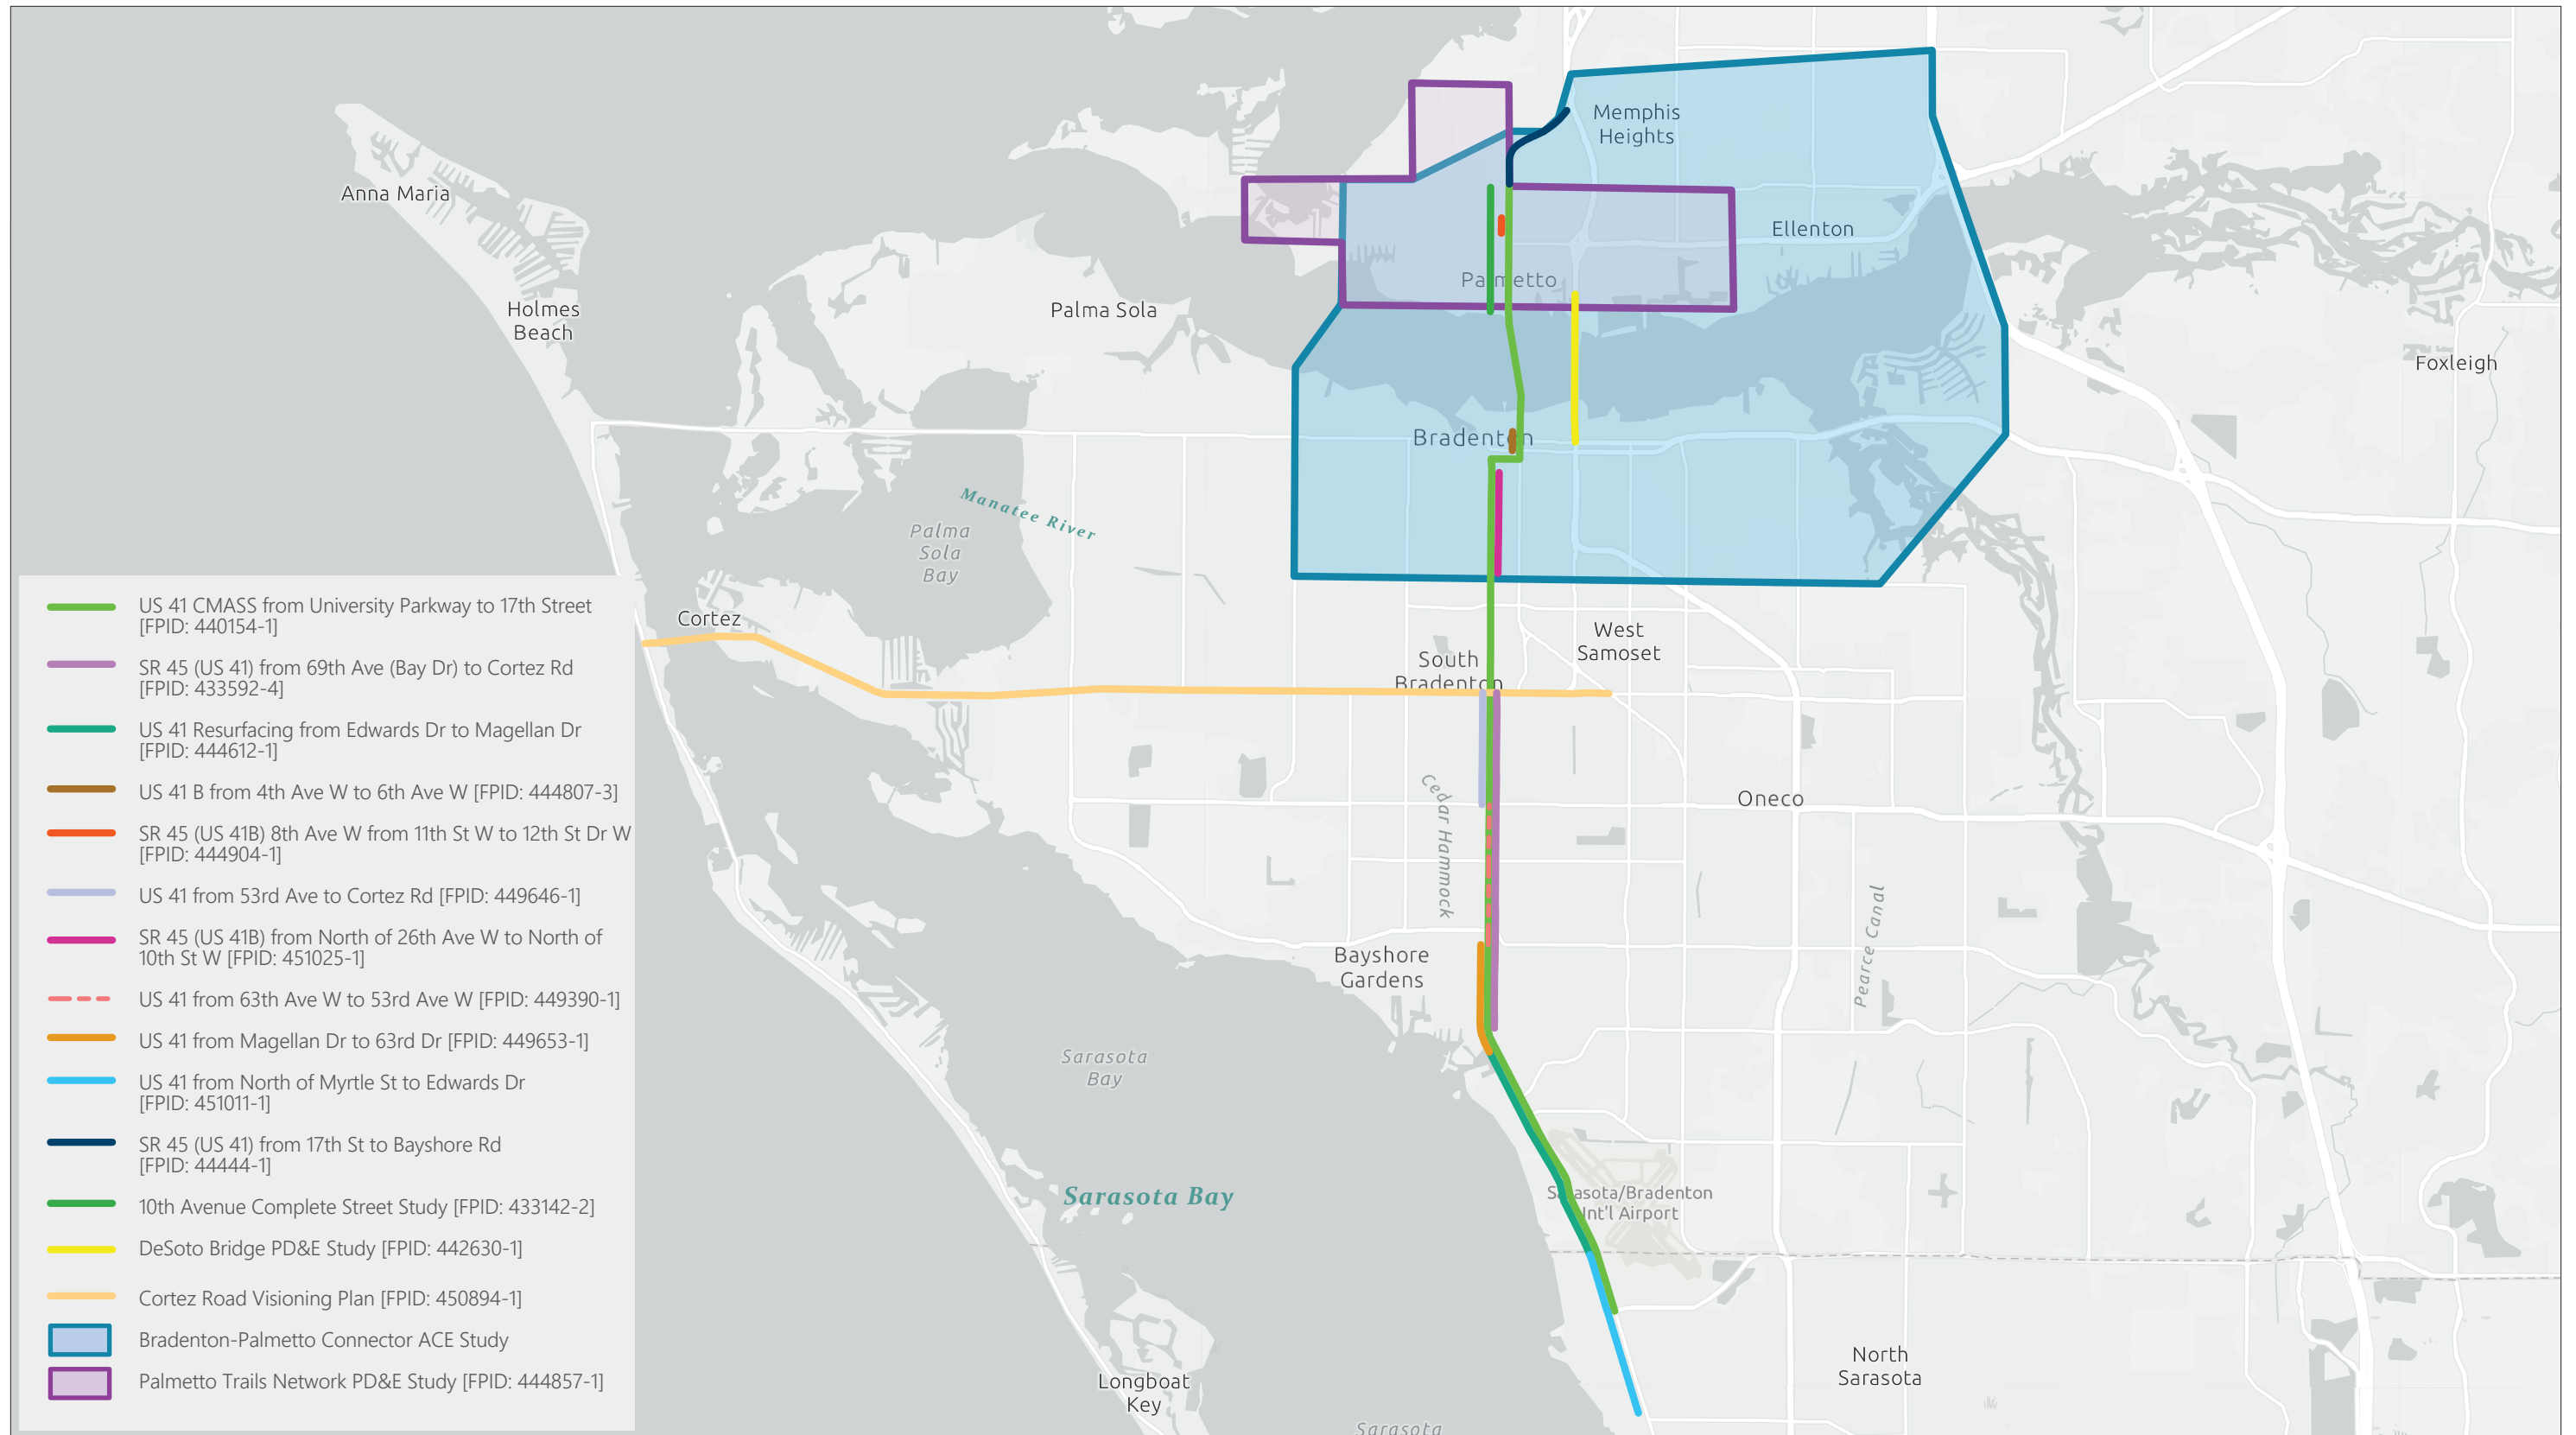 Memphis
Heights
Anna Maria
Ellenton
Palmetto
Holmes
Beach
Palma Sola
Foxleigh
Bradenton
Manatee River
Palma
Sola
Bay
Cortez
West
Samoset
South
Bradenton
Cedar Hammock
Oneco
Pearce Canal
Bayshore
Gardens
Sarasota
Bay
Sarasota Bay
Sarasota/Bradenton
Int'l Airport
North
Sarasota
Longboat
Key
Sarasota
US 41 CMASS from University Parkway to 17th Street
[FPID: 440154-1]
SR 45 (US 41) from 69th Ave (Bay Dr) to Cortez Rd
[FPID: 433592-4]
US 41 Resurfacing from Edwards Dr to Magellan Dr
[FPID: 444612-1]
US 41 B from 4th Ave W to 6th Ave W [FPID: 444807-3]
SR 45 (US 41B) 8th Ave W from 11th St W to 12th St Dr W
[FPID: 444904-1]
US 41 from 53rd Ave to Cortez Rd [FPID: 449646-1]
SR 45 (US 41B) from North of 26th Ave W to North of
10th St W [FPID: 451025-1]
US 41 from 63th Ave W to 53rd Ave W [FPID: 449390-1]
US 41 from Magellan Dr to 63rd Dr [FPID: 449653-1]
US 41 from North of Myrtle St to Edwards Dr
[FPID: 451011-1]
SR 45 (US 41) from 17th St to Bayshore Rd
[FPID: 44444-1]
10th Avenue Complete Street Study [FPID: 433142-2]
DeSoto Bridge PD&E Study [FPID: 442630-1]
Cortez Road Visioning Plan [FPID: 450894-1]
Bradenton-Palmetto Connector ACE Study
Palmetto Trails Network PD&E Study [FPID: 444857-1]